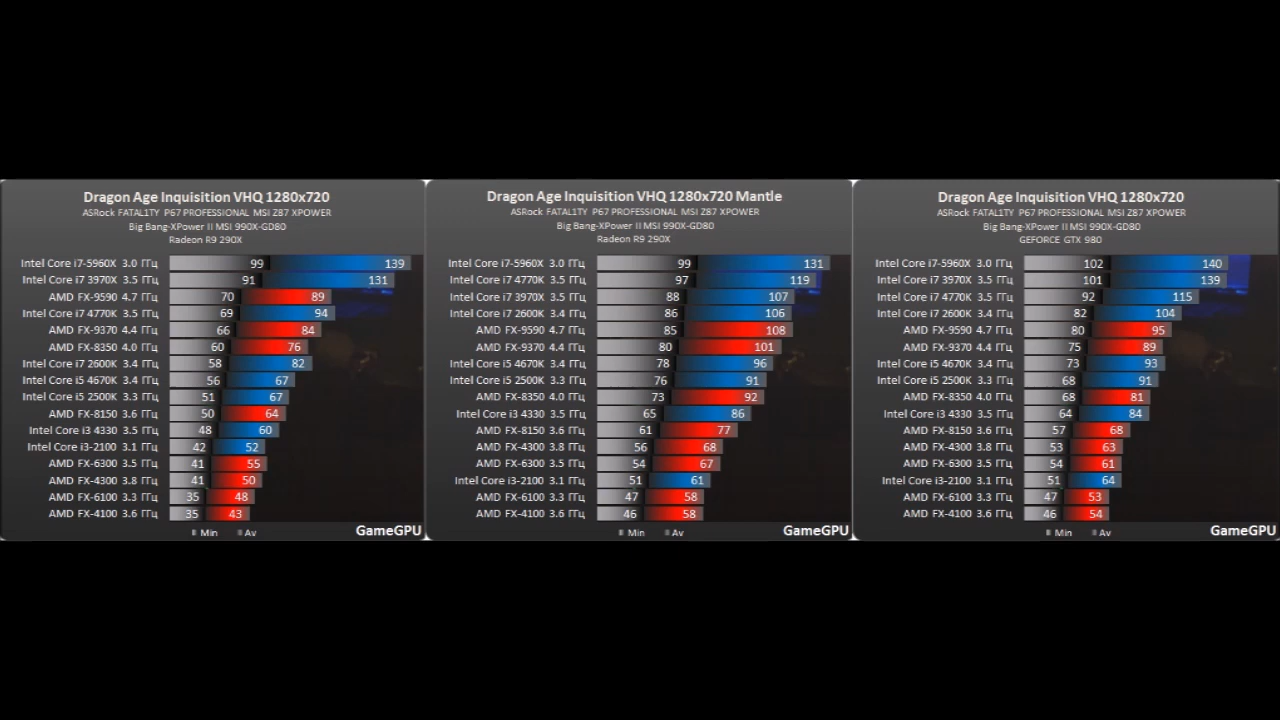 Dragon Age Inquisition VHQ 1280x720
ASRock FATAL1TY P67 PROFESSIONAL MSI Z87 XPOWER
Big Bang-XPower II MSI 990X-GD80
Radeon R9 290X
Intel Core i7-5960X 3.0 ГГц 99 139
Intel Core i7 3970X 3.5 ГГц 91 131
AMD FX-9590 4.7 ГГц 70 89
Intel Core i7 4770K 3.5 ГГц 69 94
AMD FX-9370 4.4 ГГц 66 84
AMD FX-8350 4.0 ГГц 60 76
Intel Core i7 2600K 3.4 ГГц 58 82
Intel Core i5 4670K 3.4 ГГц 56 67
Intel Core i5 2500K 3.3 ГГц 51 67
AMD FX-8150 3.6 ГГц 50 64
Intel Core i3 4330 3.5 ГГц 48 60
Intel Core i3-2100 3.1 ГГц 42 52
AMD FX-6300 3.5 ГГц 41 55
AMD FX-4300 3.8 ГГц 41 50
AMD FX-6100 3.3 ГГц 35 48
AMD FX-4100 3.6 ГГц 35 43
Min Av
GameGPU
Dragon Age Inquisition VHQ 1280x720 Mantle
ASRock FATAL1TY P67 PROFESSIONAL MSI Z87 XPOWER
Big Bang-XPower II MSI 990X-GD80
Radeon R9 290X
Intel Core i7-5960X 3.0 ГГц 99 131
Intel Core i7 4770K 3.5 ГГц 97 119
Intel Core i7 3970X 3.5 ГГц 88 107
Intel Core i7 2600K 3.4 ГГц 86 106
AMD FX-9590 4.7 ГГц 85 108
AMD FX-9370 4.4 ГГц 80 101
Intel Core i5 4670K 3.4 ГГц 78 96
Intel Core i5 2500K 3.3 ГГц 76 91
AMD FX-8350 4.0 ГГц 73 92
Intel Core i3 4330 3.5 ГГц 65 86
AMD FX-8150 3.6 ГГц 61 77
AMD FX-4300 3.8 ГГц 56 68
AMD FX-6300 3.5 ГГц 54 67
Intel Core i3-2100 3.1 ГГц 51 61
AMD FX-6100 3.3 ГГц 47 58
AMD FX-4100 3.6 ГГц 46 58
Min Av
GameGPU
Dragon Age Inquisition VHQ 1280x720
ASRock FATAL1TY P67 PROFESSIONAL MSI Z87 XPOWER
Big Bang-XPower II MSI 990X-GD80
GEFORCE GTX 980
Intel Core i7-5960X 3.0 ГГц 102 140
Intel Core i7 3970X 3.5 ГГц 101 139
Intel Core i7 4770K 3.5 ГГц 92 115
Intel Core i7 2600K 3.4 ГГц 82 104
AMD FX-9590 4.7 ГГц 80 95
AMD FX-9370 4.4 ГГц 75 89
Intel Core i5 4670K 3.4 ГГц 73 93
Intel Core i5 2500K 3.3 ГГц 68 91
AMD FX-8350 4.0 ГГц 68 81
Intel Core i3 4330 3.5 ГГц 64 84
AMD FX-8150 3.6 ГГц 57 68
AMD FX-4300 3.8 ГГц 53 63
AMD FX-6300 3.5 ГГц 54 61
Intel Core i3-2100 3.1 ГГц 51 64
AMD FX-6100 3.3 ГГц 47 53
AMD FX-4100 3.6 ГГц 46 54
Min Av
GameGPU